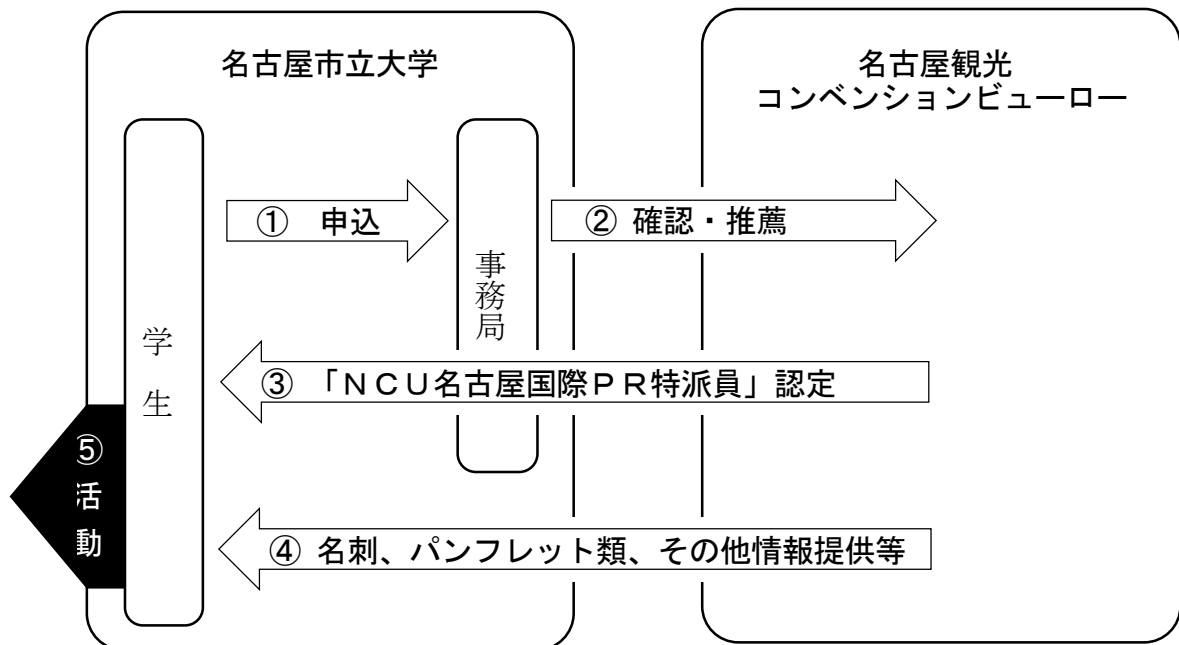 名古屋市立大学
名古屋観光
コンベンションビューロー
① 申込
② 確認・推薦
事務局
学生
③ 「ＮＣＵ名古屋国際ＰＲ特派員」認定
⑤活動
④ 名刺、パンフレット類、その他情報提供等